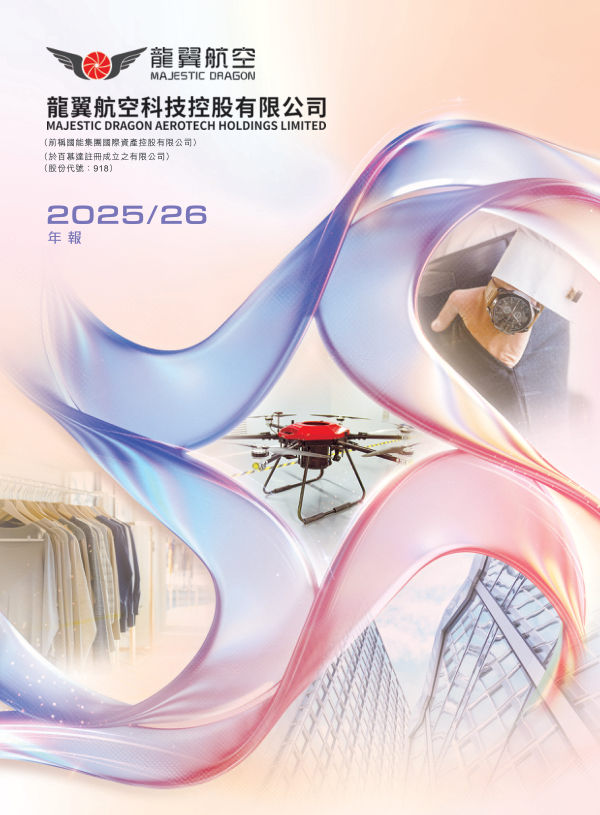 龍翼航空
MAJESTIC DRAGON
龍翼航空科技控股有限公司
MAJESTIC DRAGON AEROTECH HOLDINGS LIMITED
（前稱國能集團國際資產控股有限公司）
（於百慕達註冊成立之有限公司）
（股份代號：918）
2025/26
年報